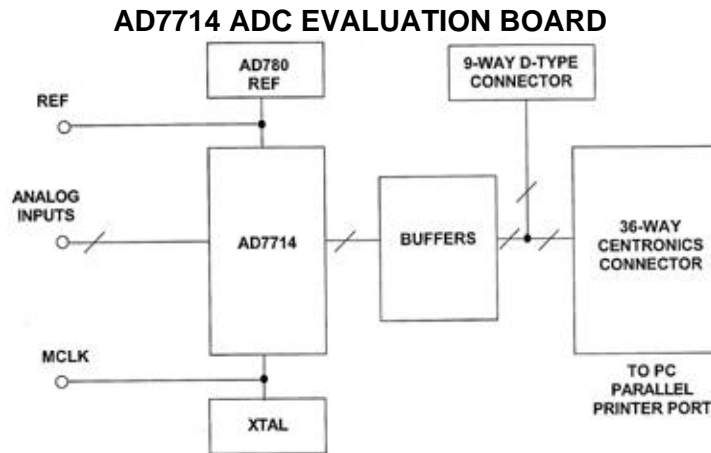 AD7714 ADC EVALUATION BOARD
AD780
REF
9-WAY D-TYPE
CONNECTOR
REF
ANALOG
INPUTS
AD7714
BUFFERS
36-WAY
CENTRONICS
CONNECTOR
MCLK
XTAL
TO PC
PARALLEL
PRINTER PORT